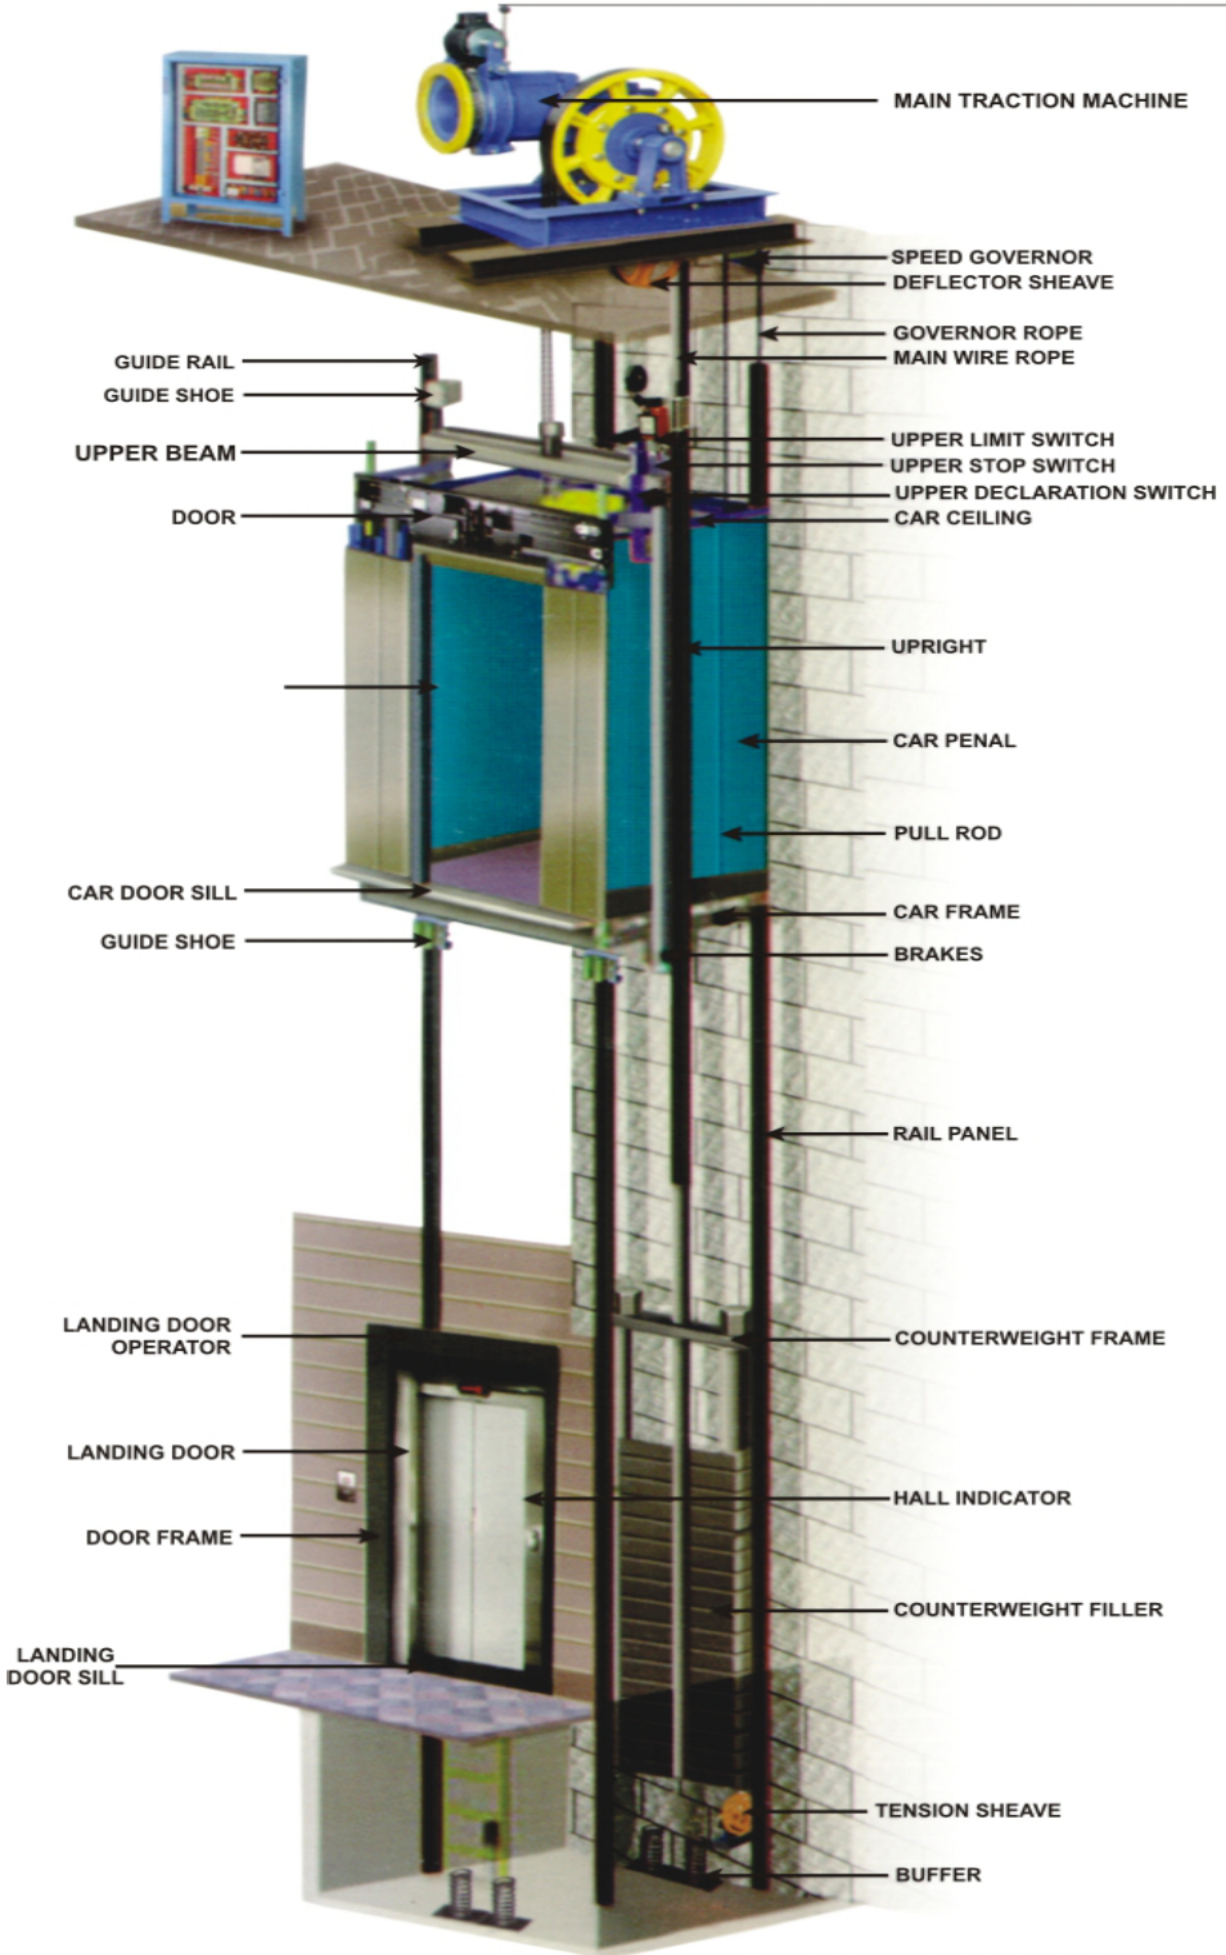 MAIN TRACTION MACHINE
SPEED GOVERNOR
DEFLECTOR SHEAVE
GOVERNOR ROPE
MAIN WIRE ROPE
GUIDE RAIL
GUIDE SHOE
UPPER BEAM
DOOR
UPPER LIMIT SWITCH
UPPER STOP SWITCH
UPPER DECLARATION SWITCH
CAR CEILING
UPRIGHT
CAR PENAL
PULL ROD
CAR DOOR SILL
GUIDE SHOE
CAR FRAME
BRAKES
RAIL PANEL
LANDING DOOR
OPERATOR
LANDING DOOR
DOOR FRAME
LANDING
DOOR SILL
COUNTERWEIGHT FRAME
HALL INDICATOR
COUNTERWEIGHT FILLER
TENSION SHEAVE
BUFFER